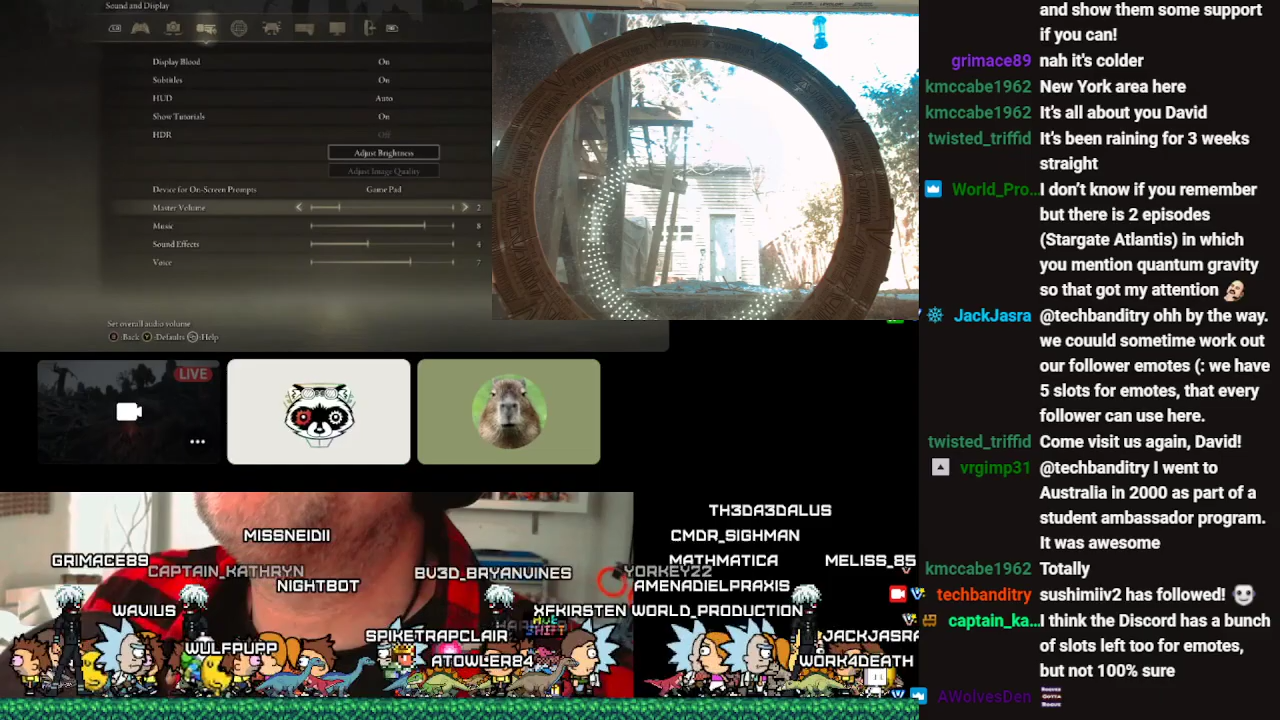 Sound and Display
Display Blood On
Subtitles On
HUD Auto
Show Tutorials On
HDR Off
Adjust Brightness
Adjust Image Quality
Device for On-Screen Prompts Game Pad
Master Volume 2
Music 8
Sound Effects 4
Voice 7
Set overall audio volume
Back Y :Defaults :Help
LIVE
MISSNEIDII
GRIMACE89
CAPTAIN_KATHRYN
NIGHTBOT
BV3D_BRYANVINES
WAVIUS
SPIKETRAPCLAIR
WULFPUPP
ATOWLER84
TH3DA3DALUS
CMDR_SIGHMAN
MATHMATICA
MELISS_85
YORKEY22
AMENADIELPRAXIS
XFKIRSTEN
WORLD_PRODUCTION
JACKJASRA
WORK4DEATH
and show them some support
if you can!
grimace89 nah it's colder
kmccabe1962 New York area here
kmccabe1962 It's all about you David
twisted_triffid It's been raining for 3 weeks
straight
World_Pro... I don't know if you remember
but there is 2 episodes
(Stargate Atlantis) in which
you mention quantum gravity
so that got my attention
JackJasra @techbanditry ohh by the way.
we couuld sometime work out
our follower emotes (: we have
5 slots for emotes, that every
follower can use here.
twisted_triffid Come visit us again, David!
vrgimp31 @techbanditry I went to
Australia in 2000 as part of a
student ambassador program.
It was awesome
kmccabe1962 Totally
techbanditry sushimiiv2 has followed!
captain_ka... I think the Discord has a bunch
of slots left too for emotes,
but not 100% sure
AWolvesDen